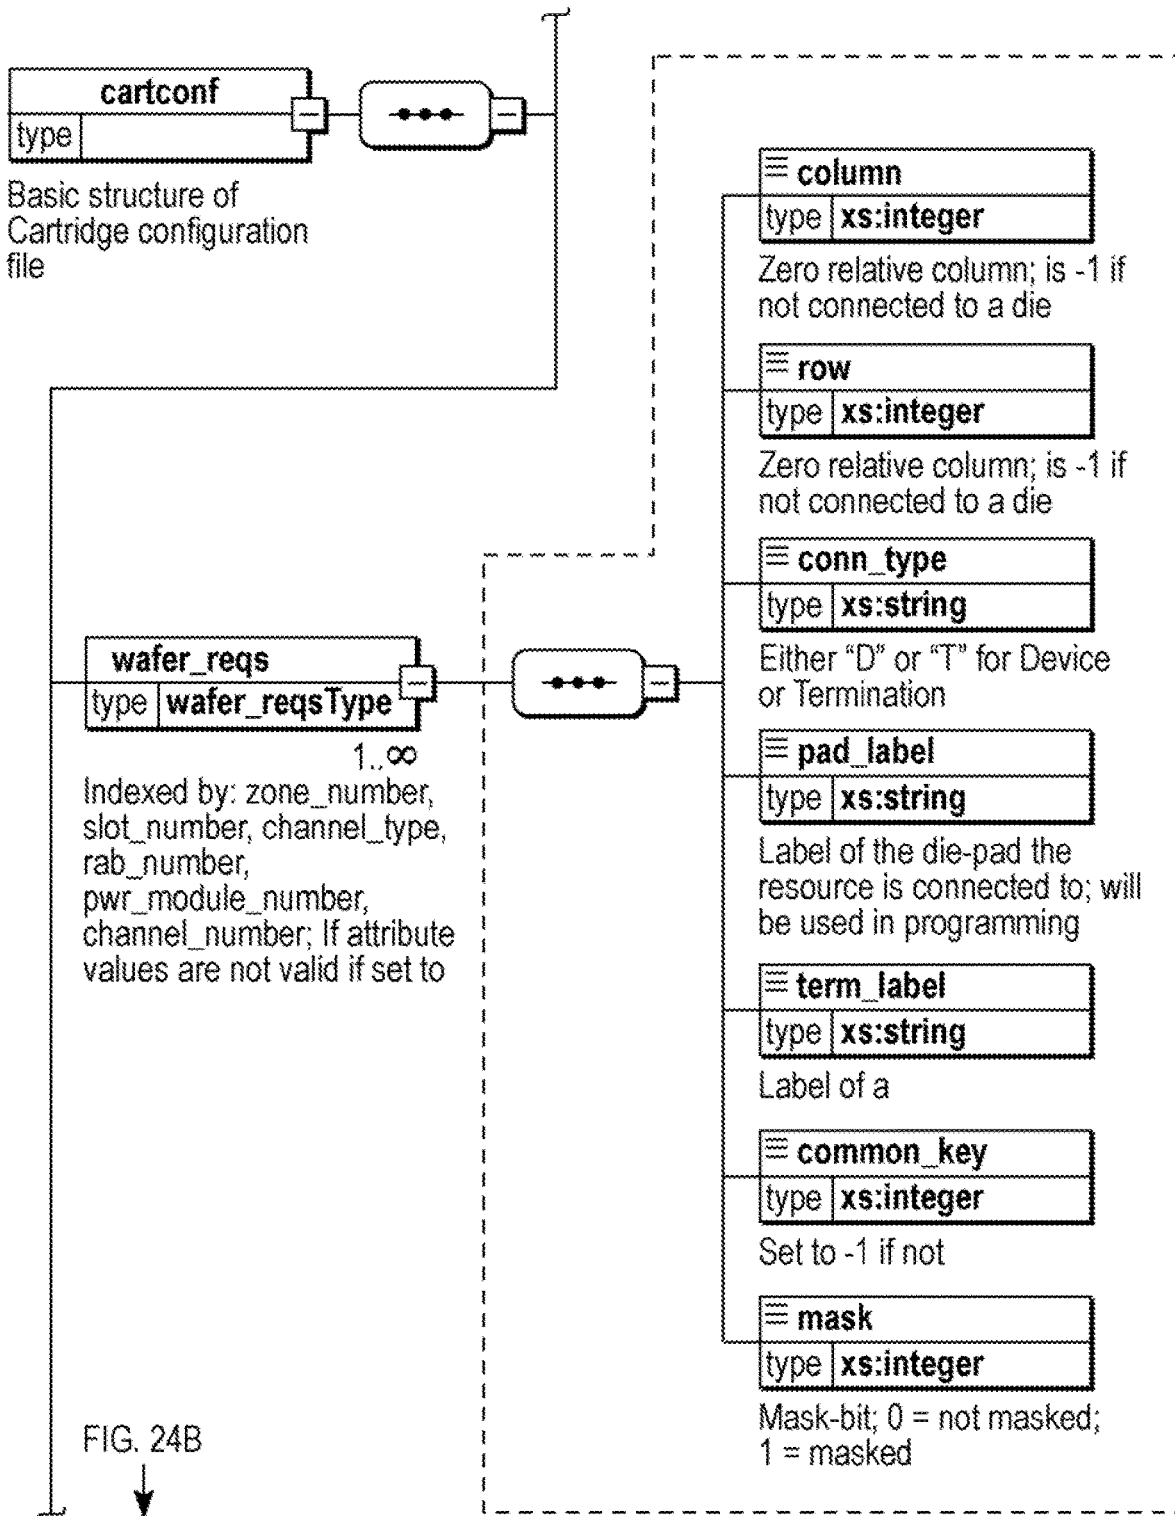 cartconf
type
Basic structure of
Cartridge configuration
file
column
type xs:integer
Zero relative column; is -1 if
not connected to a die
row
type xs:integer
Zero relative column; is -1 if
not connected to a die
conn_type
type xs:string
Either “D” or “T” for Device
or Termination
wafer_reqs
type wafer_reqsType
1..∞
Indexed by: zone_number,
slot_number, channel_type,
rab_number,
pwr_module_number,
channel_number; If attribute
values are not valid if set to
pad_label
type xs:string
Label of the die-pad the
resource is connected to; will
be used in programming
term_label
type xs:string
Label of a
common_key
type xs:integer
Set to -1 if not
mask
type xs:integer
Mask-bit; 0 = not masked;
1 = masked
FIG. 24B